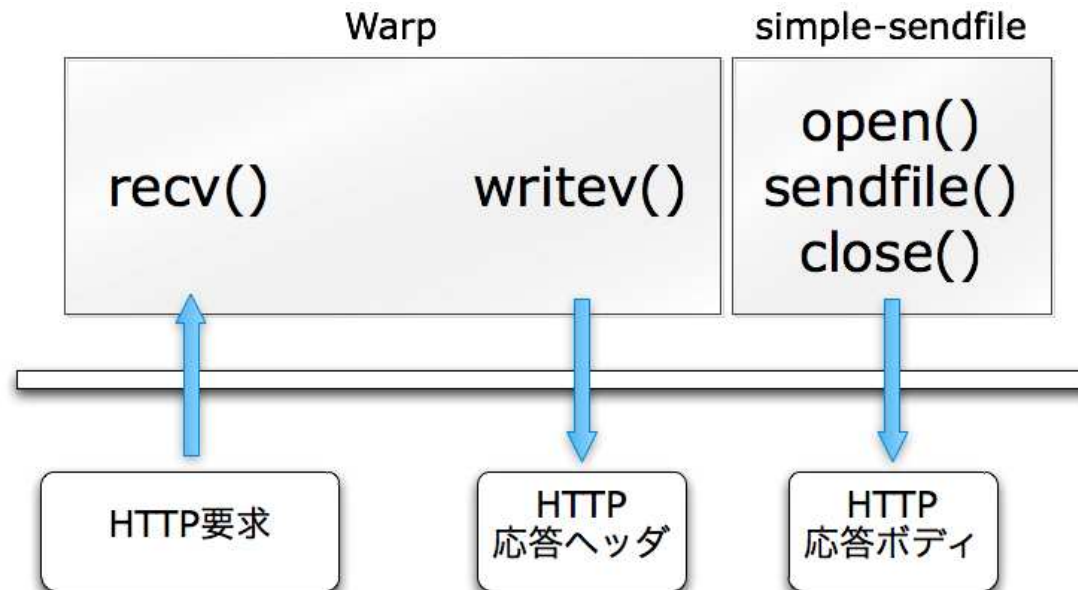 Warp
simple-sendfile
recv()
writev()
open()
sendfile()
close()
HTTP要求
HTTP
応答ヘッダ
HTTP
応答ボディ